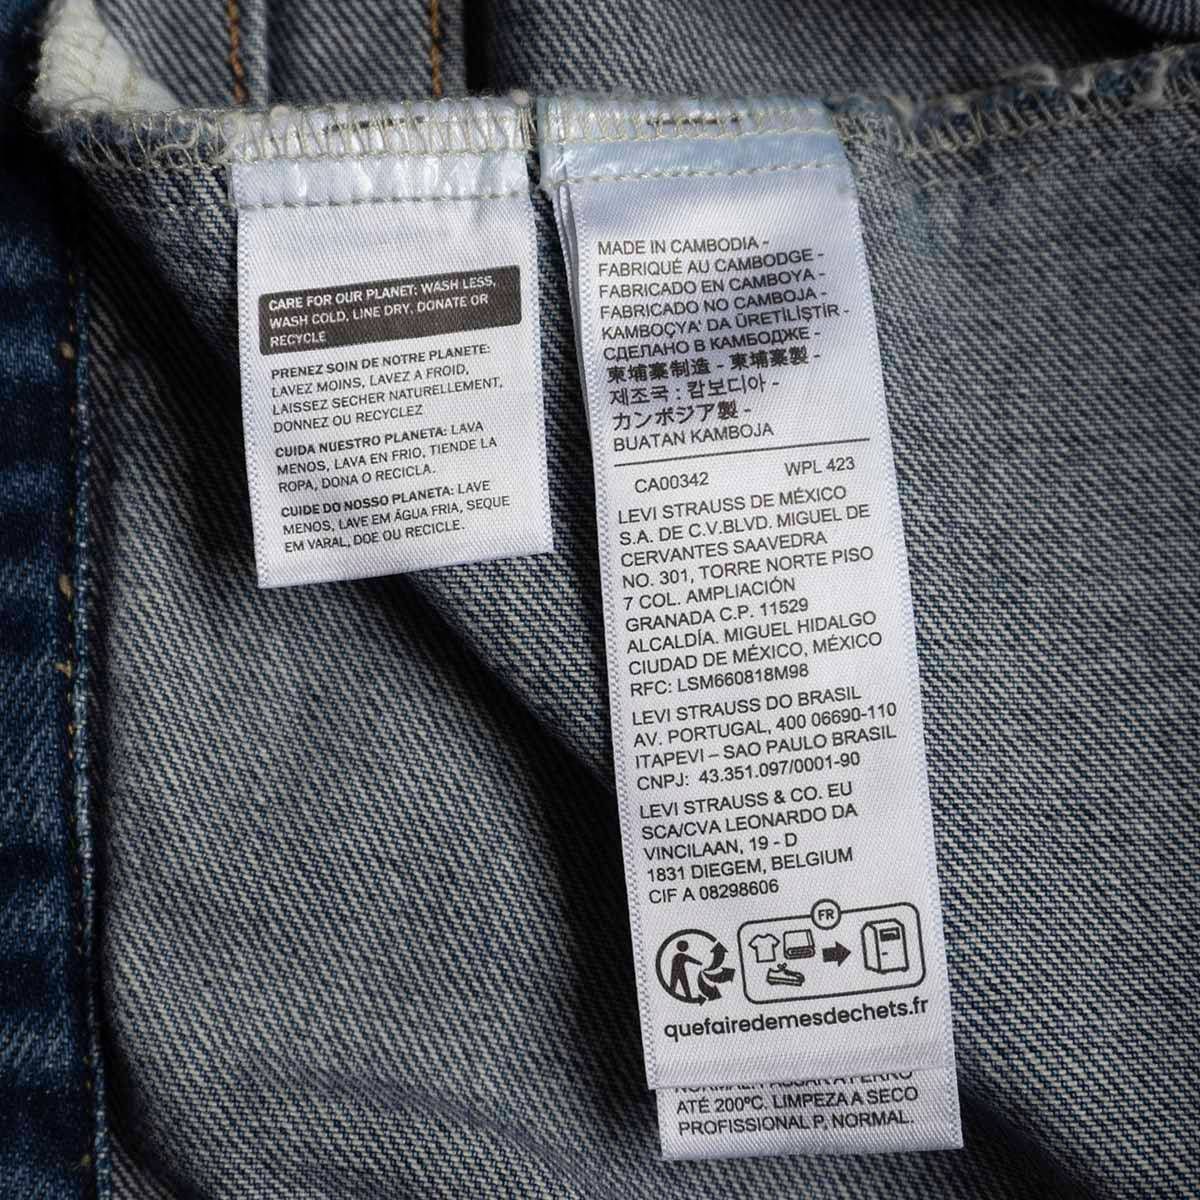 CARE FOR OUR PLANET: WASH LESS,
WASH COLD, LINE DRY, DONATE OR
RECYCLE
PRENEZ SOIN DE NOTRE PLANETE:
LAVEZ MOINS, LAVEZ A FROID,
LAISSEZ SECHER NATURELLEMENT,
DONNEZ OU RECYCLEZ
CUIDA NUESTRO PLANETA: LAVA
MENOS, LAVA EN FRIO, TIENDE LA
ROPA, DONA O RECICLA.
CUIDE DO NOSSO PLANETA: LAVE
MENOS, LAVE EM ÁGUA FRIA, SEQUE
EM VARAL, DOE OU RECICLE.
MADE IN CAMBODIA -
FABRIQUÉ AU CAMBODGE -
FABRICADO EN CAMBOYA -
FABRICADO NO CAMBOJA -
KAMBOÇYA' DA ÜRETİLİŞTİR -
СДЕЛАНО В КАМБОДЖЕ -
柬埔寨制造 - 柬埔寨製 -
제조국 : 캄보디아 -
カンボジア製 -
BUATAN KAMBOJA
CA00342 WPL 423
LEVI STRAUSS DE MÉXICO
S.A. DE C.V.BLVD. MIGUEL DE
CERVANTES SAAVEDRA
NO. 301, TORRE NORTE PISO
7 COL. AMPLIACIÓN
GRANADA C.P. 11529
ALCALDÍA. MIGUEL HIDALGO
CIUDAD DE MÉXICO, MÉXICO
RFC: LSM660818M98
LEVI STRAUSS DO BRASIL
AV. PORTUGAL, 400 06690-110
ITAPEVI – SAO PAULO BRASIL
CNPJ: 43.351.097/0001-90
LEVI STRAUSS & CO. EU
SCA/CVA LEONARDO DA
VINCILAAN, 19 - D
1831 DIEGEM, BELGIUM
CIF A 08298606
FR
quefairedemesdechets.fr
ATÉ 200ºC. LIMPEZA A SECO
PROFISSIONAL P, NORMAL.